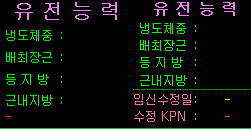 유 전 능 력
냉도체중 :
배최장근 :
등 지 방 :
근내지방 :
-
유 전 능 력
냉도체중 :
배최장근 :
등 지 방 :
근내지방 :
임신수정일: -
수정 KPN : -